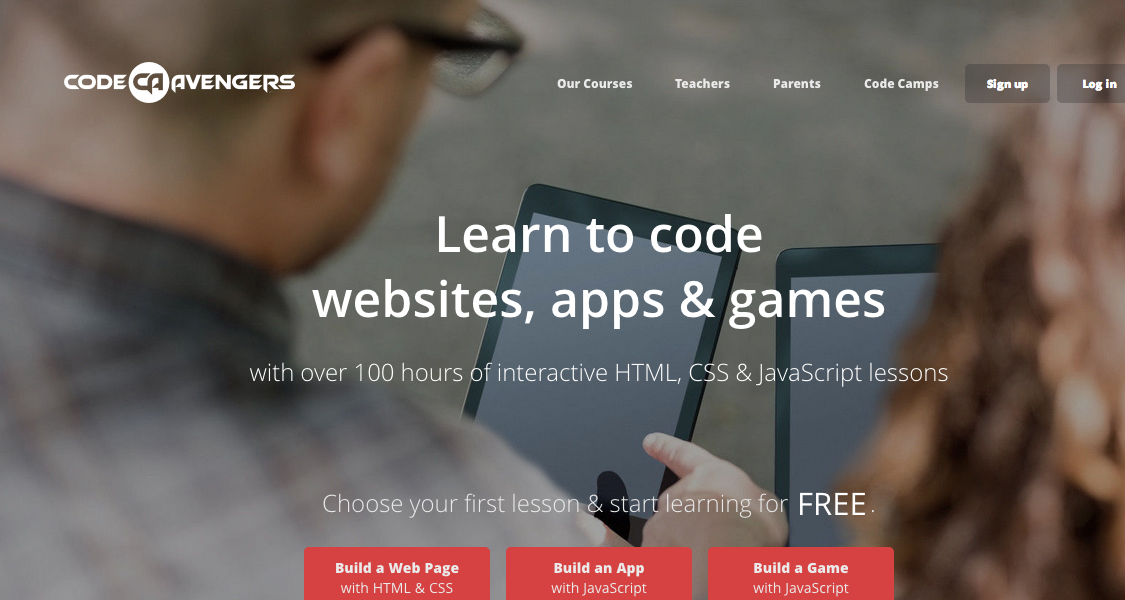 CODE CA AVENGERS
Our Courses Teachers Parents Code Camps Sign up Log in
Learn to code
websites, apps & games
with over 100 hours of interactive HTML, CSS & JavaScript lessons
Choose your first lesson & start learning for FREE.
Build a Web Page
with HTML & CSS
Build an App
with JavaScript
Build a Game
with JavaScript